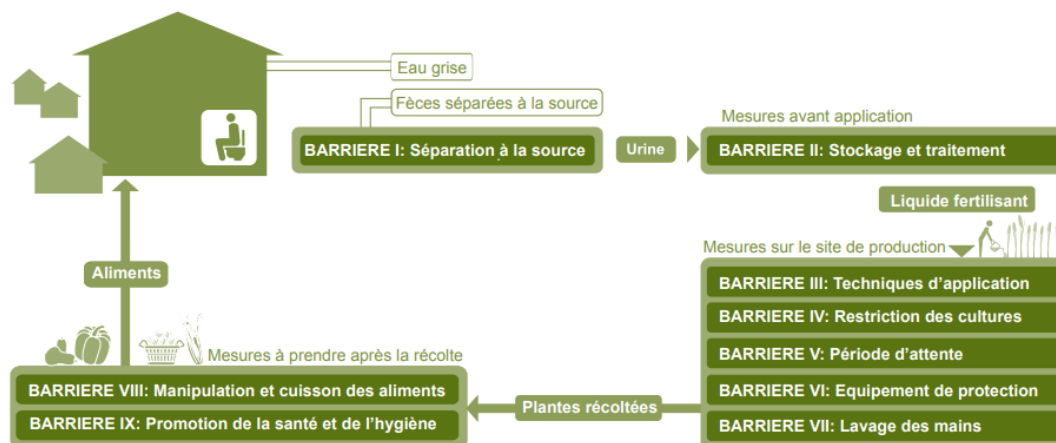 Eau grise
Fèces séparées à la source
BARRIERE I: Séparation à la source
Urine
Mesures avant application
BARRIERE II: Stockage et traitement
Liquide fertilisant
Mesures sur le site de production
BARRIERE III: Techniques d'application
BARRIERE IV: Restriction des cultures
BARRIERE V: Période d'attente
BARRIERE VI: Equipement de protection
BARRIERE VII: Lavage des mains
Plantes récoltées
Mesures à prendre après la récolte
BARRIERE VIII: Manipulation et cuisson des aliments
BARRIERE IX: Promotion de la santé et de l'hygiène
Aliments